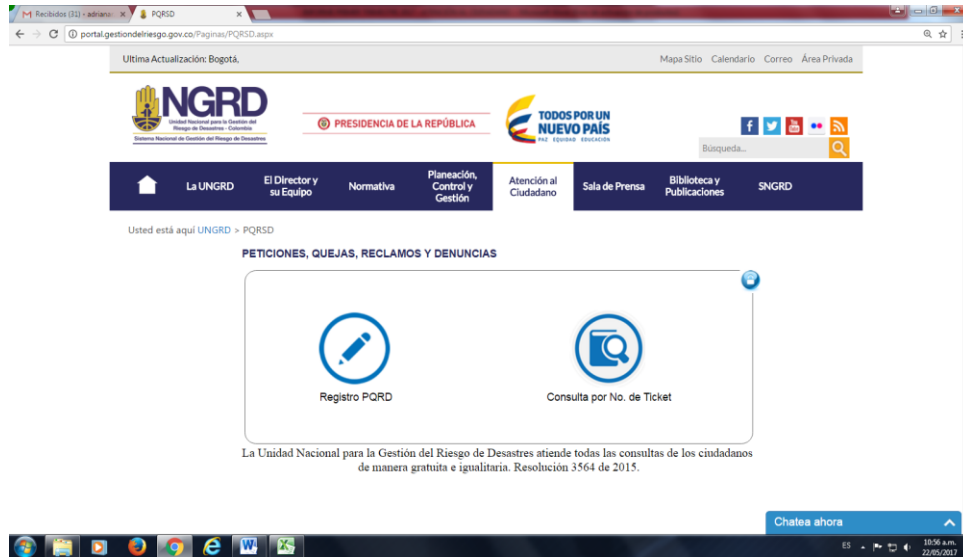 Recibidos (31) - adriana
PQRSD
portal.gestiondelriesgo.gov.co/Paginas/PQRSD.aspx
Ultima Actualización: Bogotá,
Mapa Sitio Calendario Correo Área Privada
NGRD
Unidad Nacional para la Gestión del
Riesgo de Desastres - Colombia
Sistema Nacional de Gestión del Riesgo de Desastres
PRESIDENCIA DE LA REPÚBLICA
TODOS POR UN
NUEVO PAÍS
PAZ EQUIDAD EDUCACIÓN
Búsqueda...
La UNGRD
El Director y
su Equipo
Normativa
Planeación,
Control y
Gestión
Atención al
Ciudadano
Sala de Prensa
Biblioteca y
Publicaciones
SNGRD
Usted está aquí UNGRD > PQRSD
PETICIONES, QUEJAS, RECLAMOS Y DENUNCIAS
Registro PQRD
Consulta por No. de Ticket
La Unidad Nacional para la Gestión del Riesgo de Desastres atiende todas las consultas de los ciudadanos
de manera gratuita e igualitaria. Resolución 3564 de 2015.
Chatea ahora
ES
10:56 a.m.
22/05/2017